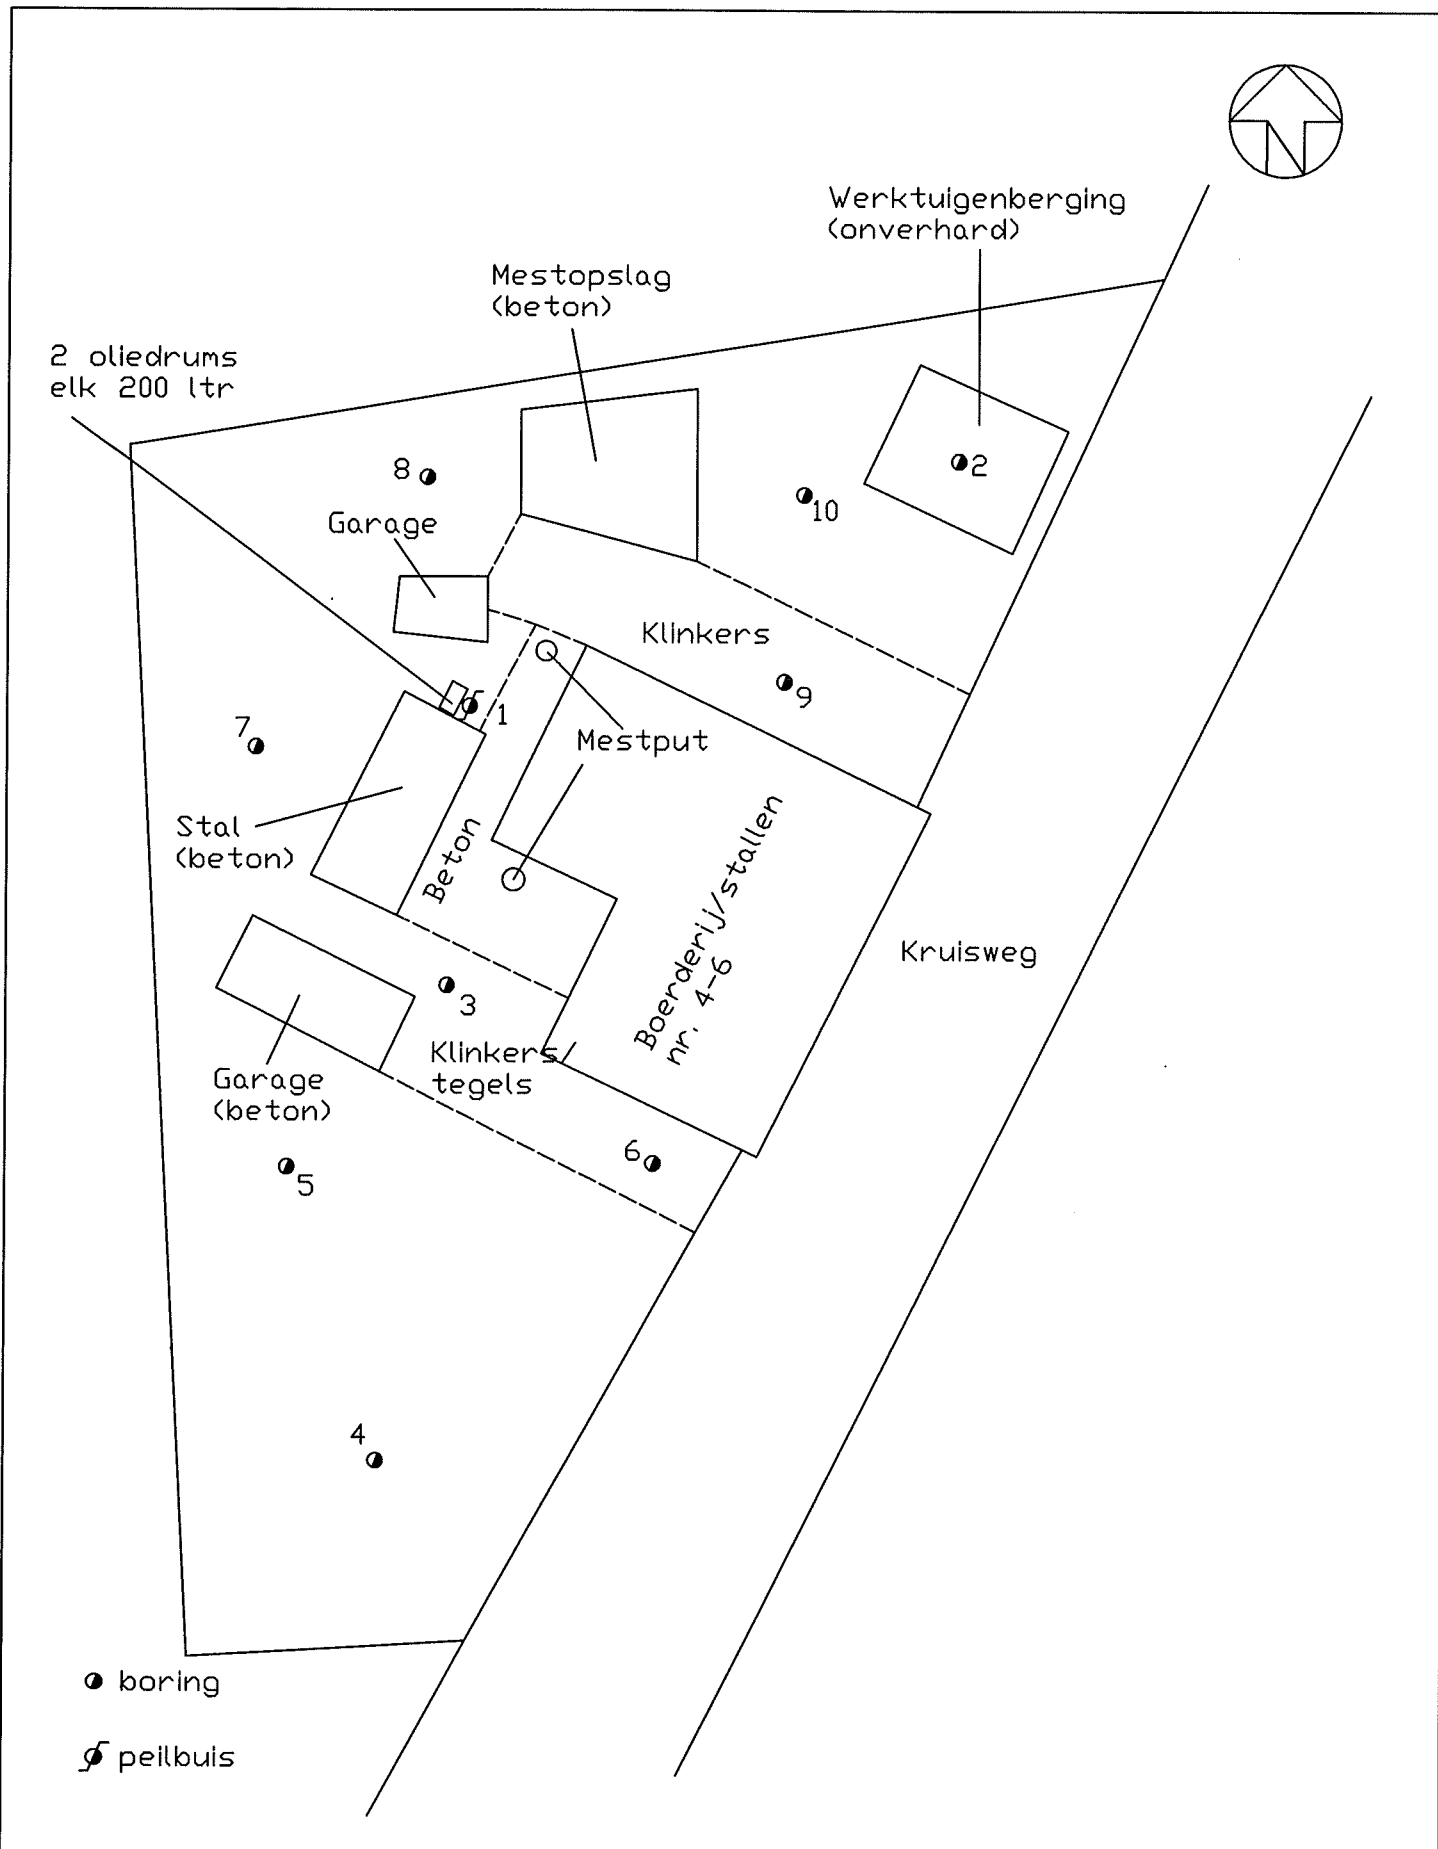 N
Werktuigenberging
(onverhard)
Mestopslag
(beton)
2 oliedrums
elk 200 ltr
8
2
10
Garage
Klinkers
9
1
7
Mestput
Stal
(beton)
Beton
Boerderij/stallen
nr. 4-6
Kruisweg
3
Klinkers
tegels
Garage
(beton)
6
5
4
boring
peilbuis